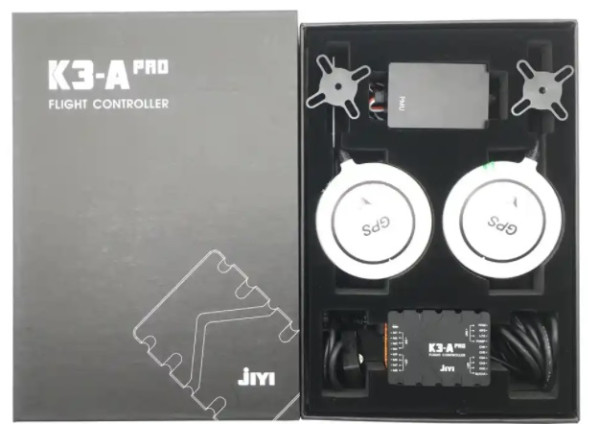 K3-A PRO
FLIGHT CONTROLLER
JIYI
PMU
GPS
GPS
K3-A PRO
FLIGHT CONTROLLER
JIYI